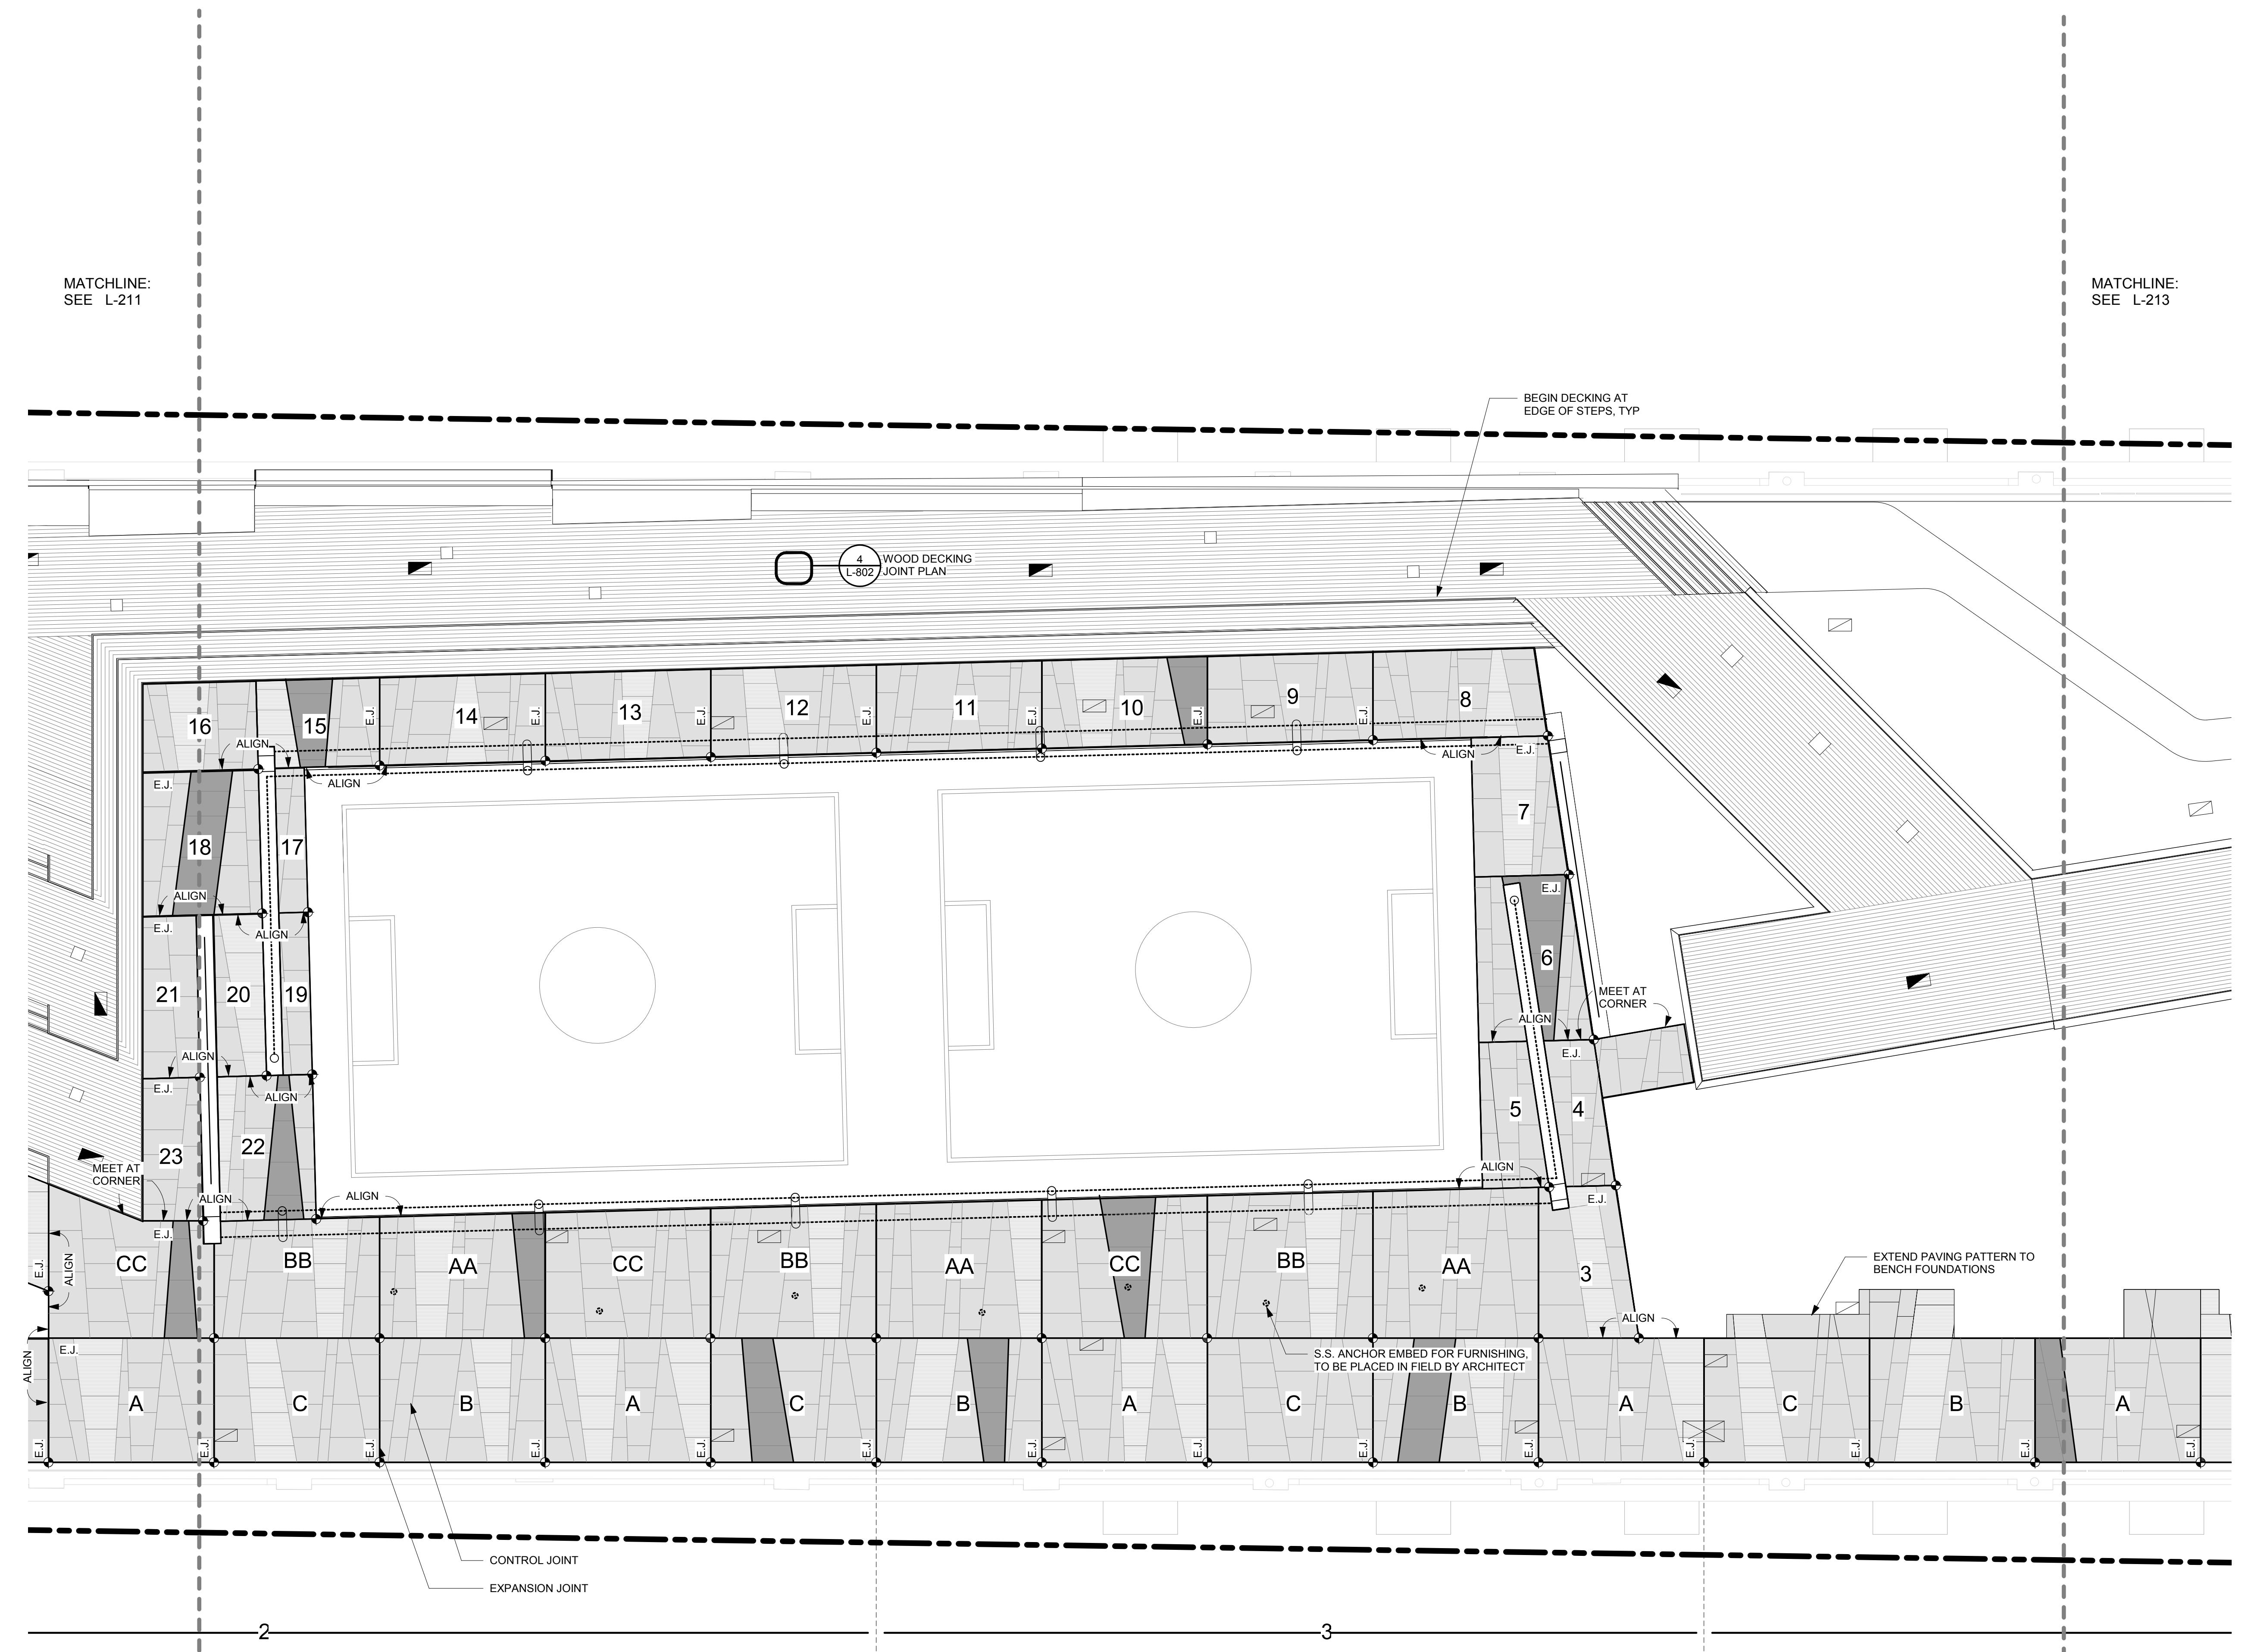 MATCHLINE:
SEE L-211
MATCHLINE:
SEE L-213
BEGIN DECKING AT
EDGE OF STEPS, TYP
4
L-802
WOOD DECKING
JOINT PLAN
16
15
E.J.
14
E.J.
13
E.J.
12
E.J.
11
E.J.
10
E.J.
9
E.J.
8
ALIGN
ALIGN
ALIGN
E.J.
E.J.
18
17
7
ALIGN
E.J.
E.J.
ALIGN
21
20
19
6
MEET AT
CORNER
ALIGN
ALIGN
E.J.
E.J.
ALIGN
5
4
23
22
MEET AT
CORNER
ALIGN
ALIGN
ALIGN
E.J.
E.J.
E.J.
ALIGN
CC
BB
AA
CC
BB
AA
CC
BB
AA
3
EXTEND PAVING PATTERN TO
BENCH FOUNDATIONS
ALIGN
ALIGN
E.J.
S.S. ANCHOR EMBED FOR FURNISHING,
TO BE PLACED IN FIELD BY ARCHITECT
A
C
B
A
C
B
A
C
B
A
C
B
A
E.J.
E.J.
E.J.
E.J.
E.J.
E.J.
E.J.
E.J.
E.J.
E.J.
E.J.
E.J.
E.J.
E.J.
CONTROL JOINT
EXPANSION JOINT
2
3